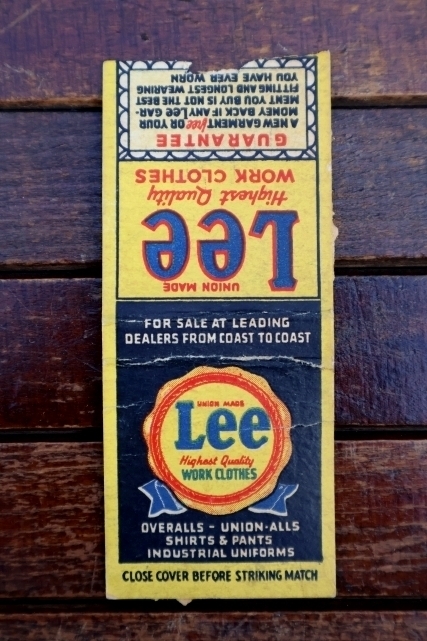 GUARANTEE
A NEW GARMENT free OR YOUR
MONEY BACK IF ANY Lee GAR-
MENT YOU BUY IS NOT THE BEST
FITTING AND LONGEST WEARING
YOU HAVE EVER WORN
UNION MADE
Lee
Highest Quality
WORK CLOTHES
FOR SALE AT LEADING
DEALERS FROM COAST TO COAST
UNION MADE
Lee
Highest Quality
WORK CLOTHES
OVERALLS - UNION-ALLS
SHIRTS & PANTS
INDUSTRIAL UNIFORMS
CLOSE COVER BEFORE STRIKING MATCH